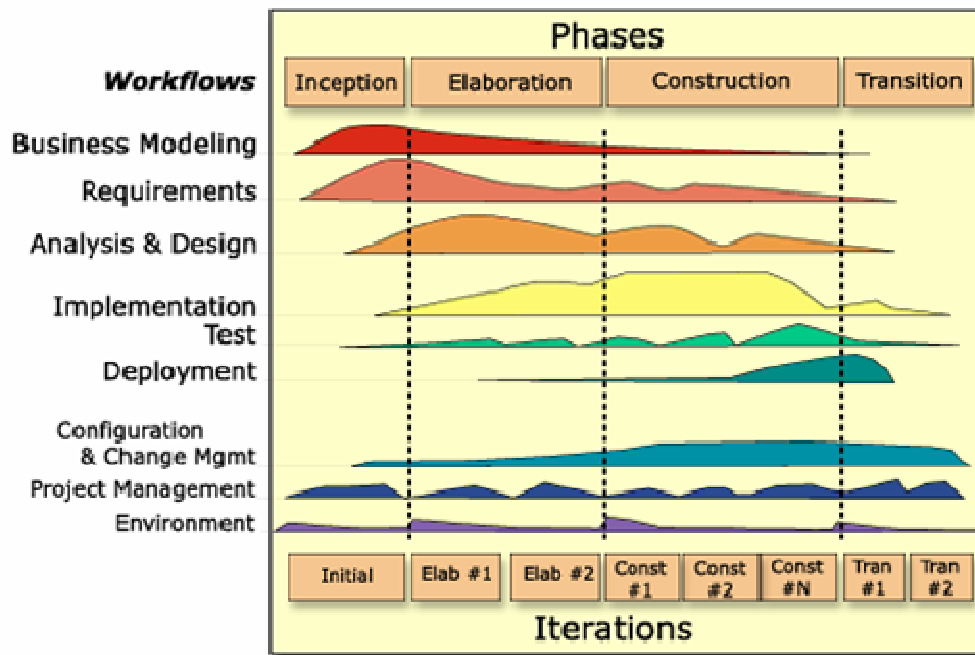 Phases
Workflows
Inception
Elaboration
Construction
Transition
Business Modeling
Requirements
Analysis & Design
Implementation
Test
Deployment
Configuration
& Change Mgmt
Project Management
Environment
Initial
Elab #1
Elab #2
Const
#1
Const
#2
Const
#N
Tran
#1
Tran
#2
Iterations